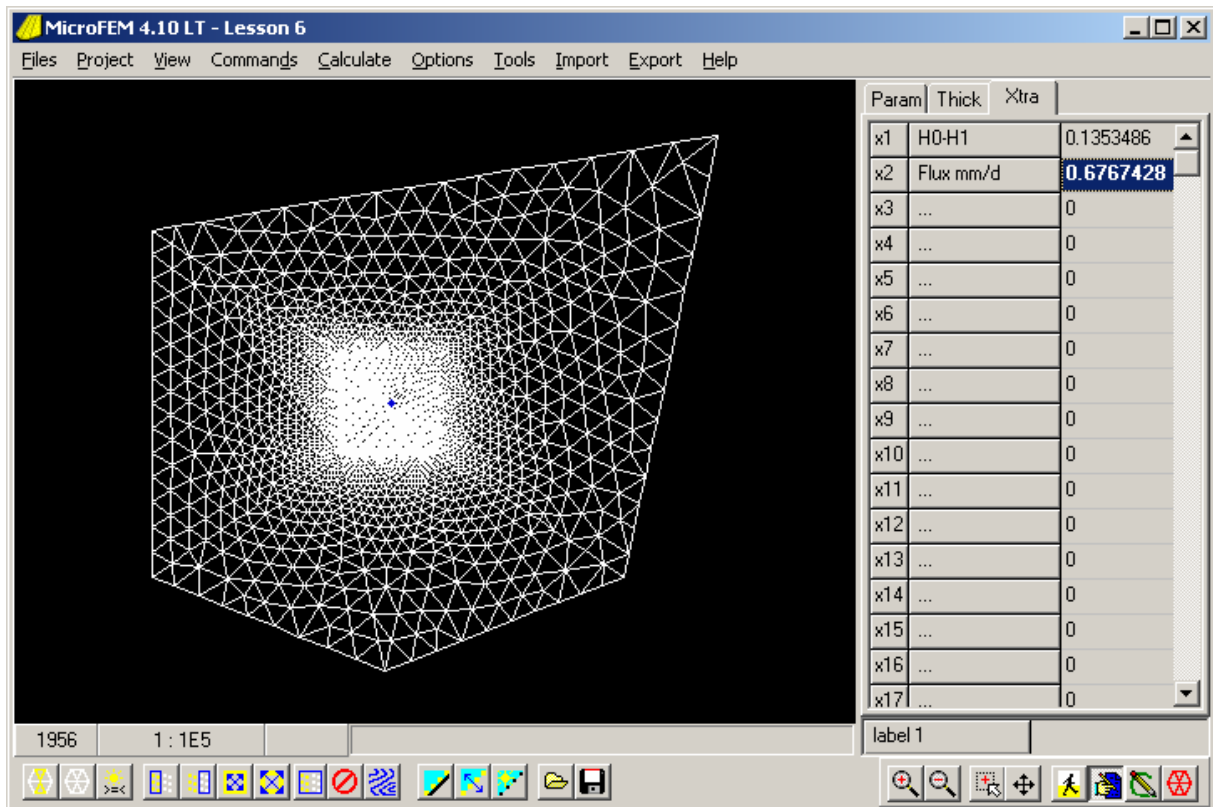 MicroFEM 4.10 LT - Lesson 6
Files Project View Commands Calculate Options Tools Import Export Help
Param Thick Xtra
x1 H0-H1 0.1353486
x2 Flux mm/d 0.6767428
x3 ... 0
x4 ... 0
x5 ... 0
x6 ... 0
x7 ... 0
x8 ... 0
x9 ... 0
x10 ... 0
x11 ... 0
x12 ... 0
x13 ... 0
x14 ... 0
x15 ... 0
x16 ... 0
x17 ... 0
1956 1 : 1E5 label 1